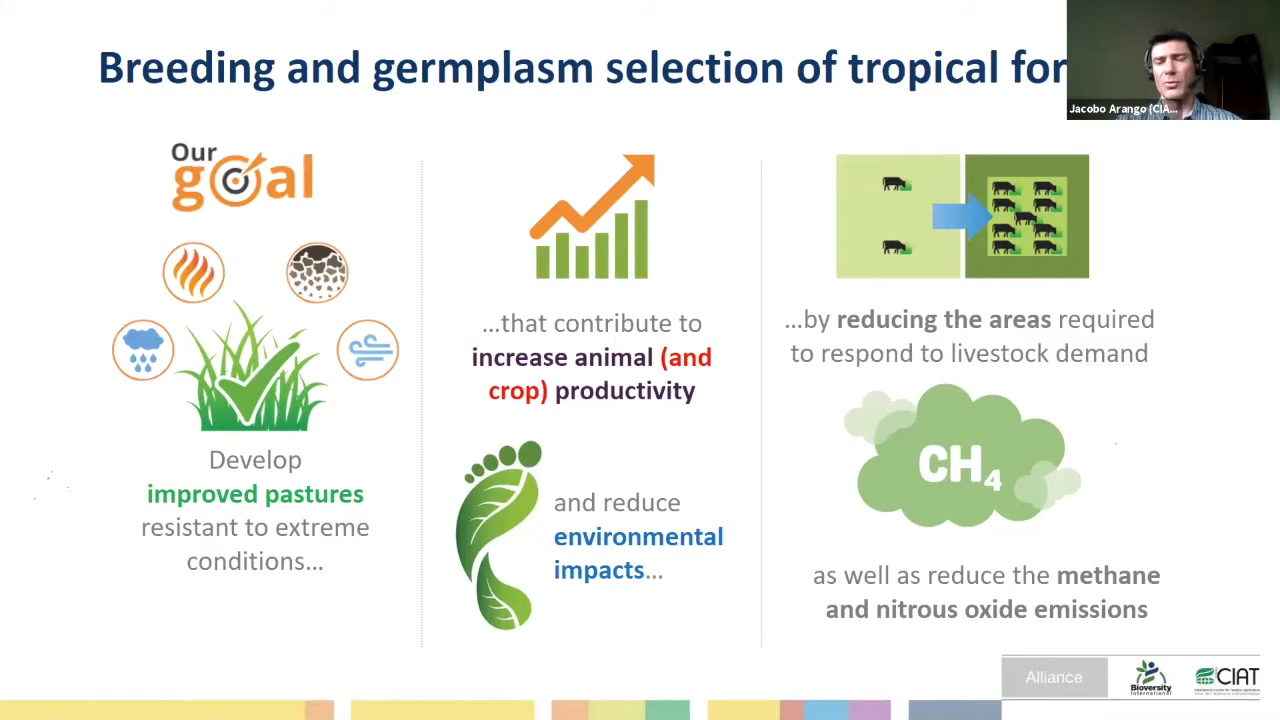 Breeding and germplasm selection of tropical for
Jacobo Arango (CIA...
Our
goal
Develop
improved pastures
resistant to extreme
conditions…
…that contribute to
increase animal (and
crop) productivity
and reduce
environmental
impacts…
…by reducing the areas required
to respond to livestock demand
CH4
as well as reduce the methane
and nitrous oxide emissions
Alliance
Bioversity
International
CIAT